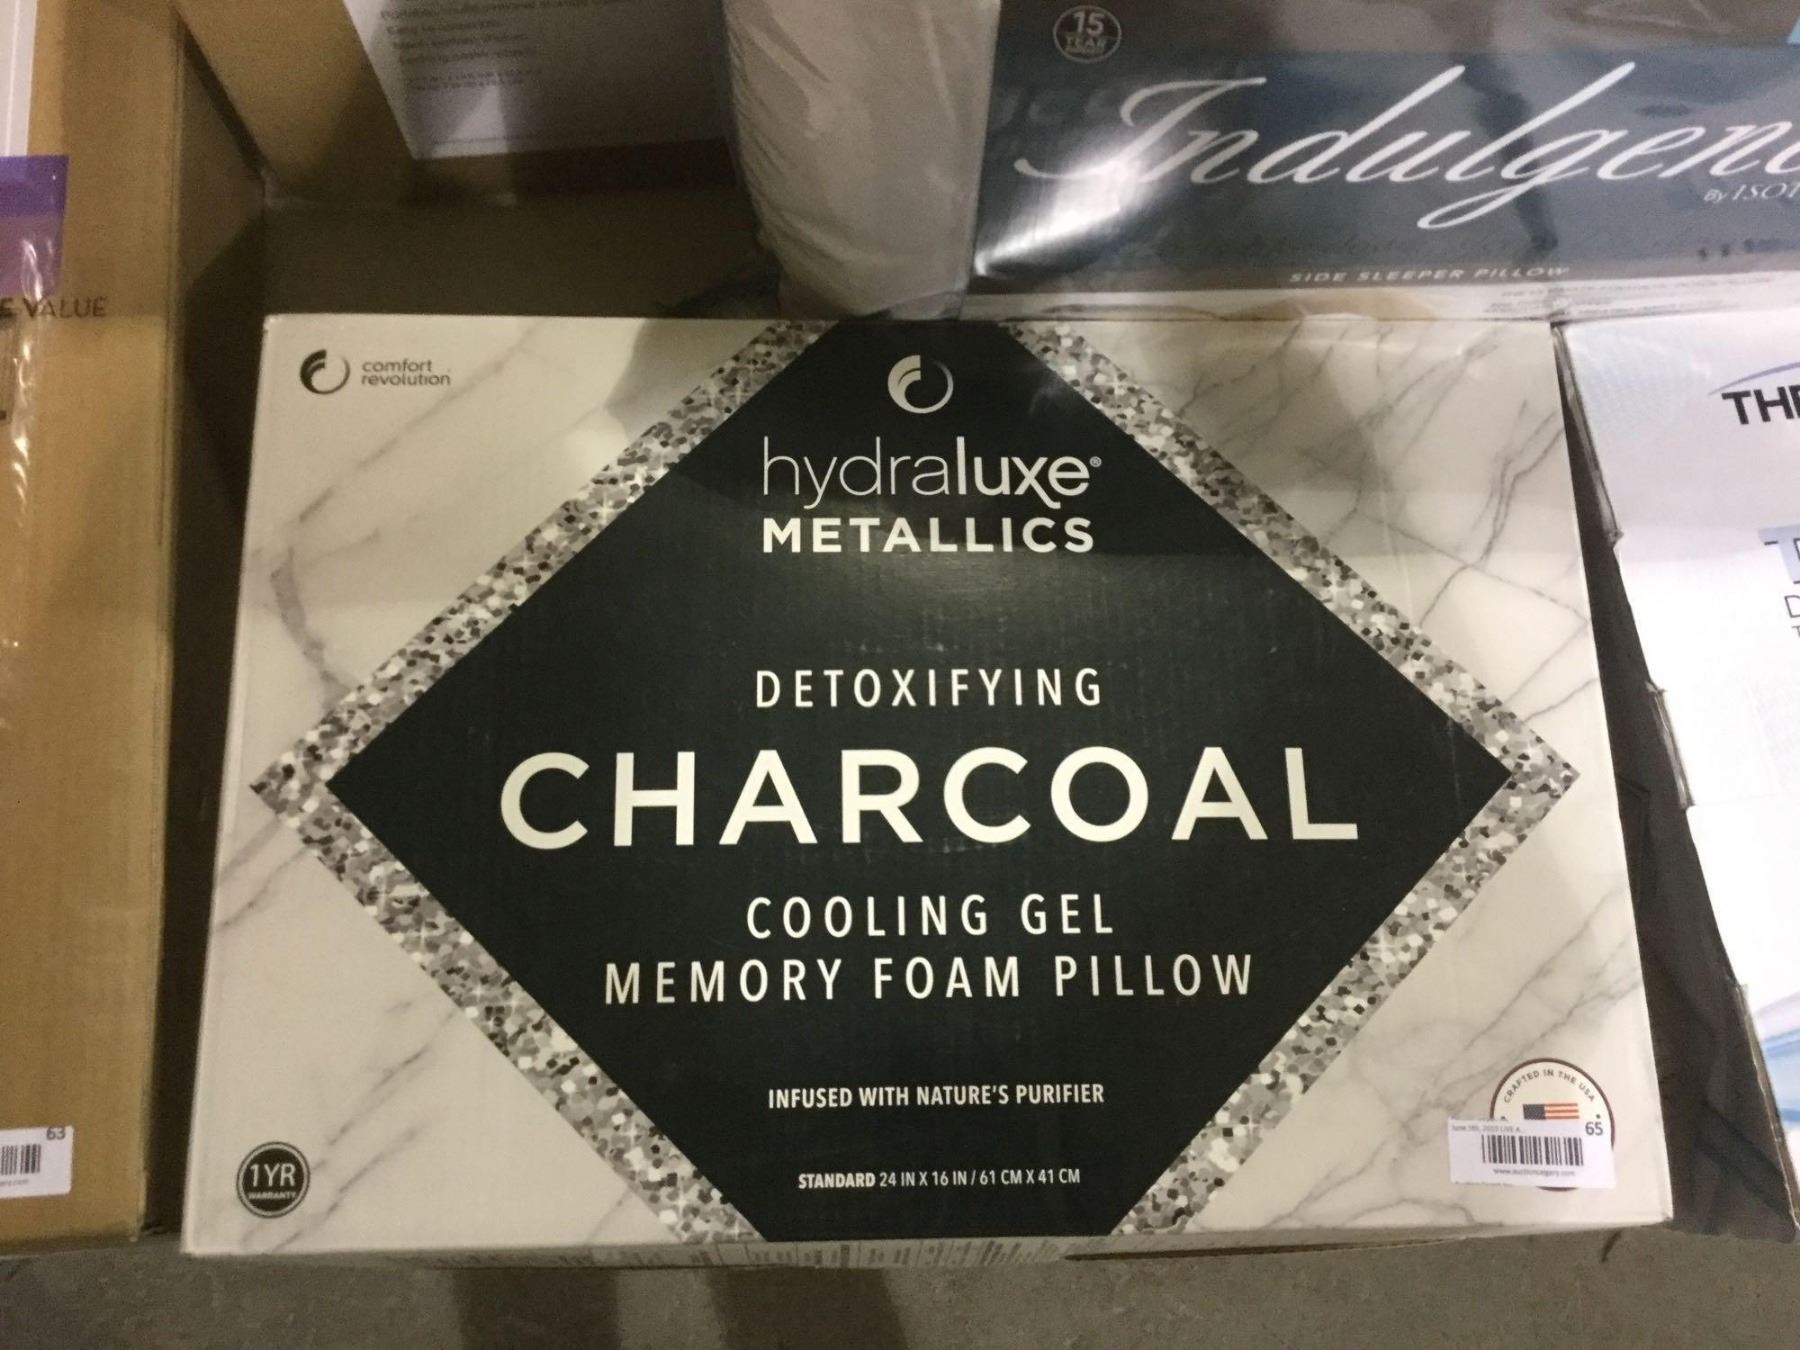 15
YEAR
Indulgenc
By ISOT
SIDE SLEEPER PILLOW
E VALUE
comfort
revolution
hydraluxe®
METALLICS
DETOXIFYING
CHARCOAL
COOLING GEL
MEMORY FOAM PILLOW
INFUSED WITH NATURE'S PURIFIER
STANDARD 24 IN X 16 IN / 61 CM X 41 CM
1YR
WARRANTY
CRAFTED IN THE USA
65
63
THE